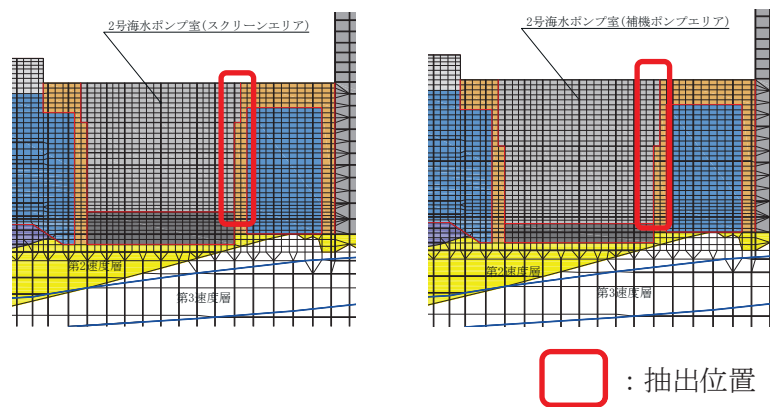 2号海水ポンプ室(スクリーンエリア)
2号海水ポンプ室(補機ポンプエリア)
第2速度層
第3速度層
第2速度層
第3速度層
：抽出位置